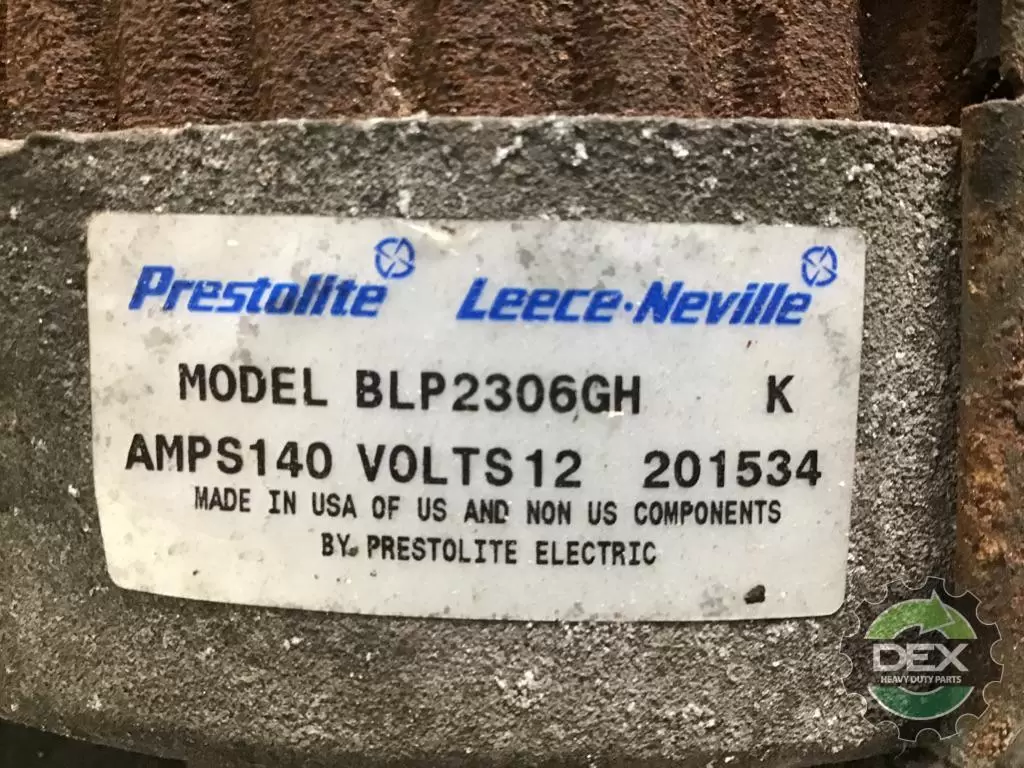 Prestolite Leece-Neville
MODEL BLP2306GH K
AMPS140 VOLTS12 201534
MADE IN USA OF US AND NON US COMPONENTS
BY PRESTOLITE ELECTRIC
DEX
HEAVY DUTY PARTS